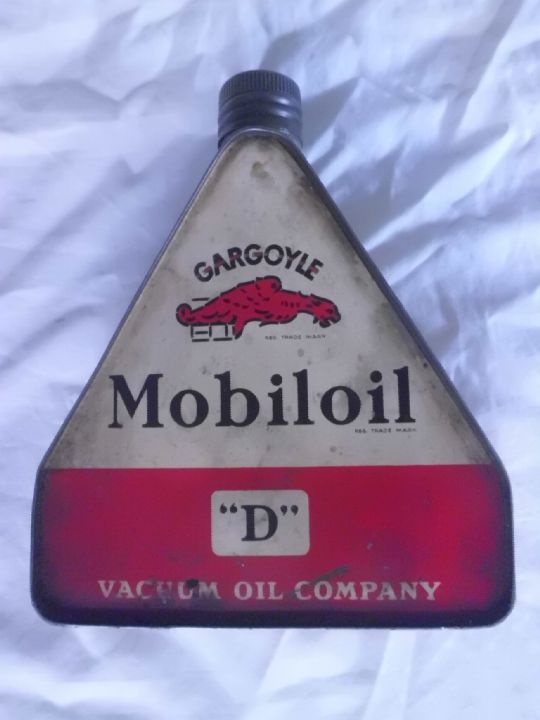 GARGOYLE
REG. TRADE MARK
Mobiloil
REG. TRADE MARK
"D"
VACUUM OIL COMPANY